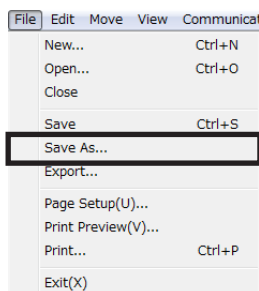 File Edit Move View Communicat
New... Ctrl+N
Open... Ctrl+O
Close
Save Ctrl+S
Save As...
Export...
Page Setup(U)...
Print Preview(V)...
Print... Ctrl+P
Exit(X)